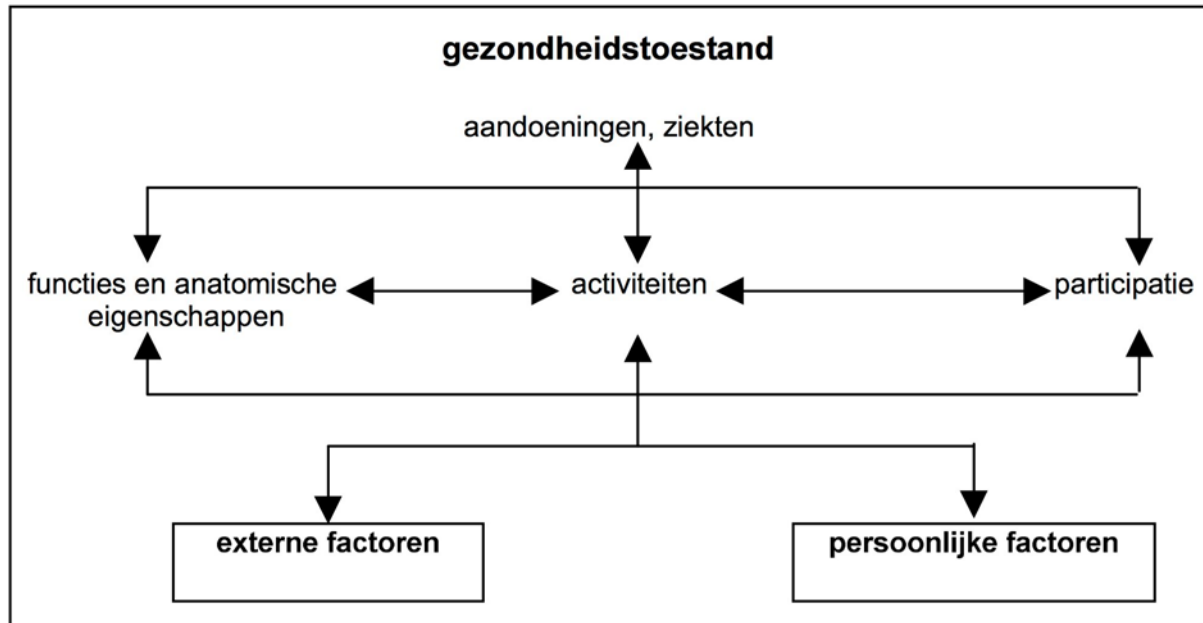 gezondheidstoestand
aandoeningen, ziekten
functies en anatomische
eigenschappen
activiteiten
participatie
externe factoren
persoonlijke factoren